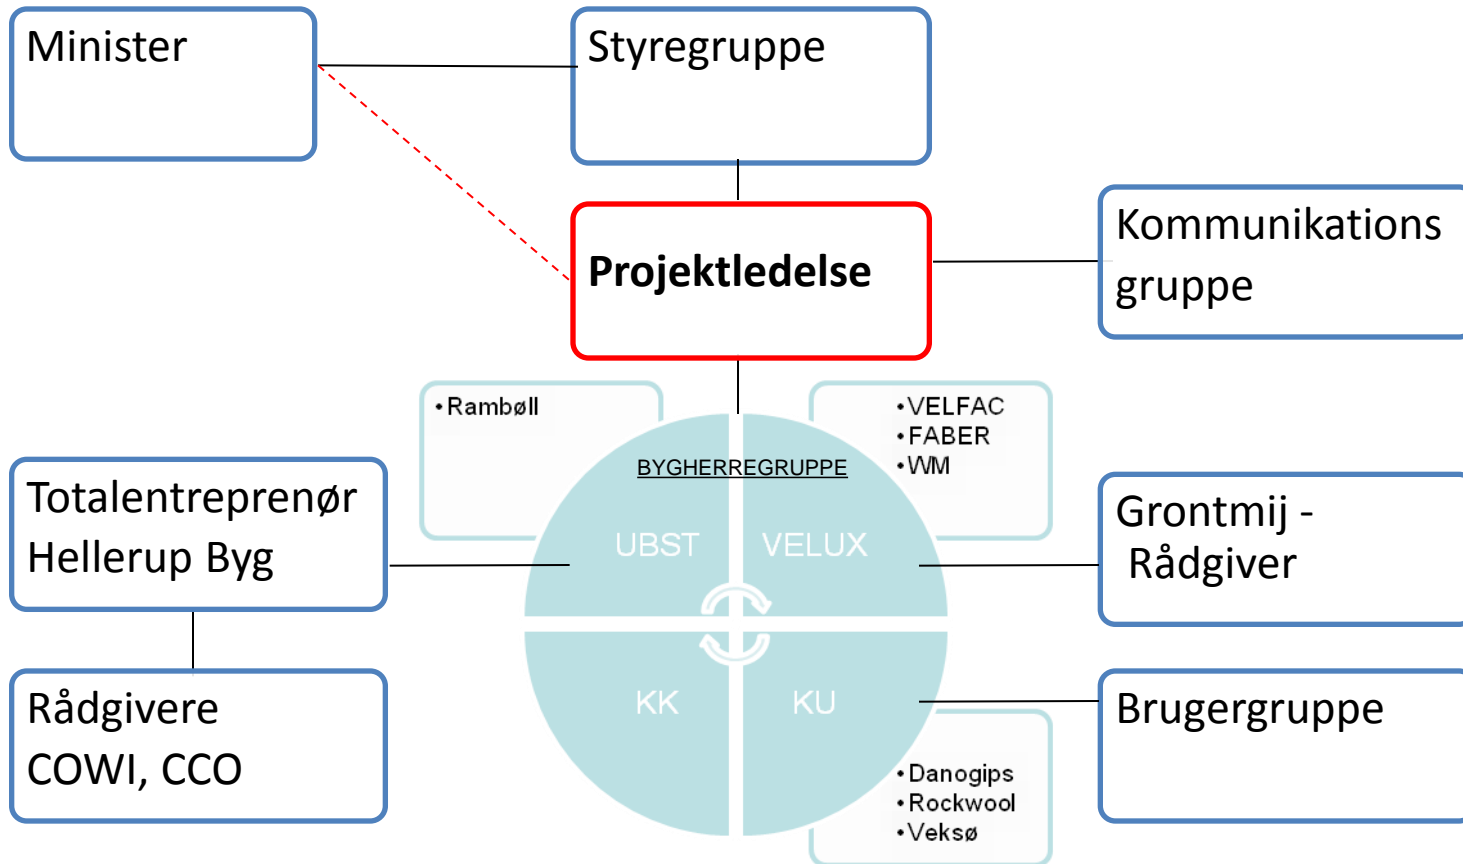 Minister
Styregruppe
Projektledelse
Kommunikations
gruppe
•Rambøll
•VELFAC
•FABER
•WM
BYGHERREGRUPPE
UBST
VELUX
Totalentreprenør
Hellerup Byg
Grontmij -
Rådgiver
Rådgivere
COWI, CCO
KK
KU
Brugergruppe
•Danogips
•Rockwool
•Veksø